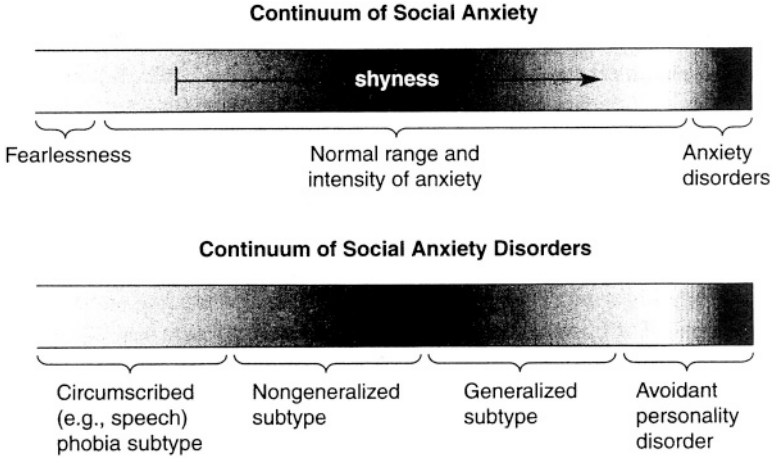 Continuum of Social Anxiety
shyness
Fearlessness
Normal range and
intensity of anxiety
Anxiety
disorders
Continuum of Social Anxiety Disorders
Circumscribed
(e.g., speech)
phobia subtype
Nongeneralized
subtype
Generalized
subtype
Avoidant
personality
disorder